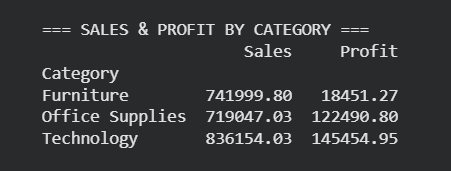 === SALES & PROFIT BY CATEGORY ===
Sales Profit
Category
Furniture 741999.80 18451.27
Office Supplies 719047.03 122490.80
Technology 836154.03 145454.95